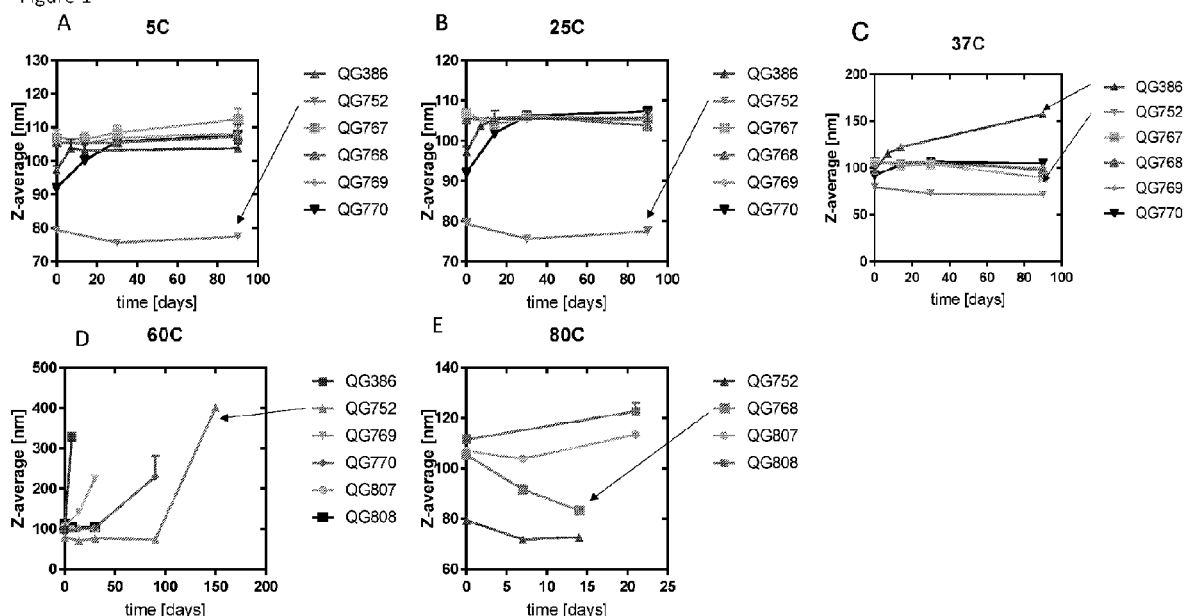 Figure 1
A
5C
Z-average [nm]
130
120
110
100
90
80
70
0 20 40 60 80 100
time [days]
QG386
QG752
QG767
QG768
QG769
QG770
B
25C
Z-average [nm]
130
120
110
100
90
80
70
0 20 40 60 80 100
time [days]
QG386
QG752
QG767
QG768
QG769
QG770
C
37C
Z-average [nm]
200
150
100
50
0
0 20 40 60 80 100
time [days]
QG386
QG752
QG767
QG768
QG769
QG770
D
60C
Z-average [nm]
500
400
300
200
100
0
0 50 100 150 200
time [days]
QG386
QG752
QG769
QG770
QG807
QG808
E
80C
Z-average [nm]
140
120
100
80
60
0 5 10 15 20 25
time [days]
QG752
QG768
QG807
QG808